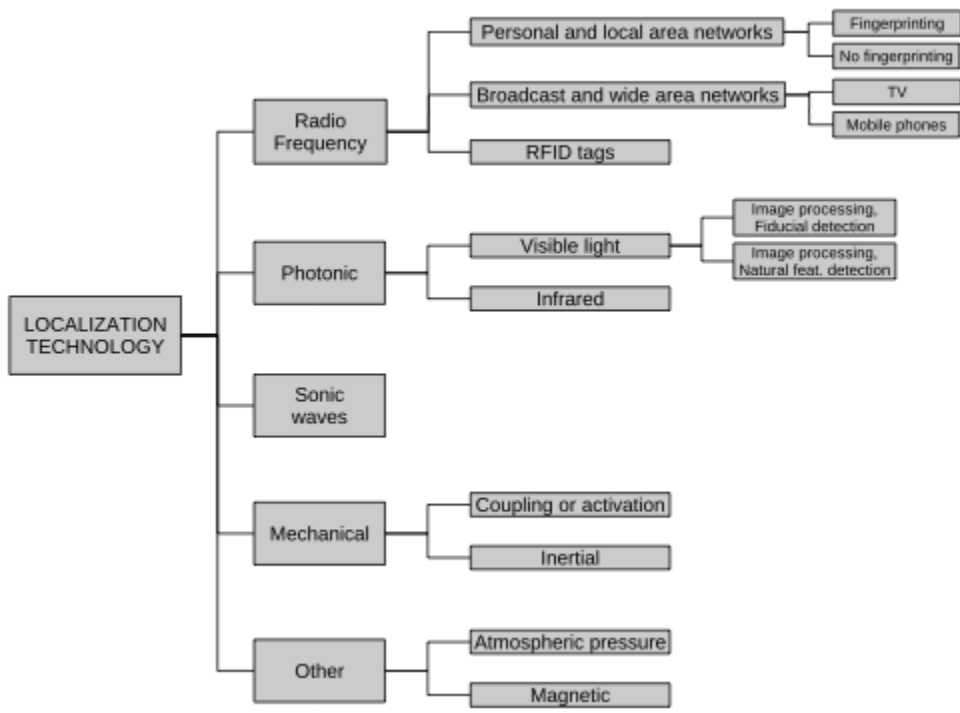 LOCALIZATION
TECHNOLOGY
Radio
Frequency
Personal and local area networks
Fingerprinting
No fingerprinting
Broadcast and wide area networks
TV
Mobile phones
RFID tags
Photonic
Visible light
Image processing,
Fiducial detection
Image processing,
Natural feat. detection
Infrared
Sonic
waves
Mechanical
Coupling or activation
Inertial
Other
Atmospheric pressure
Magnetic